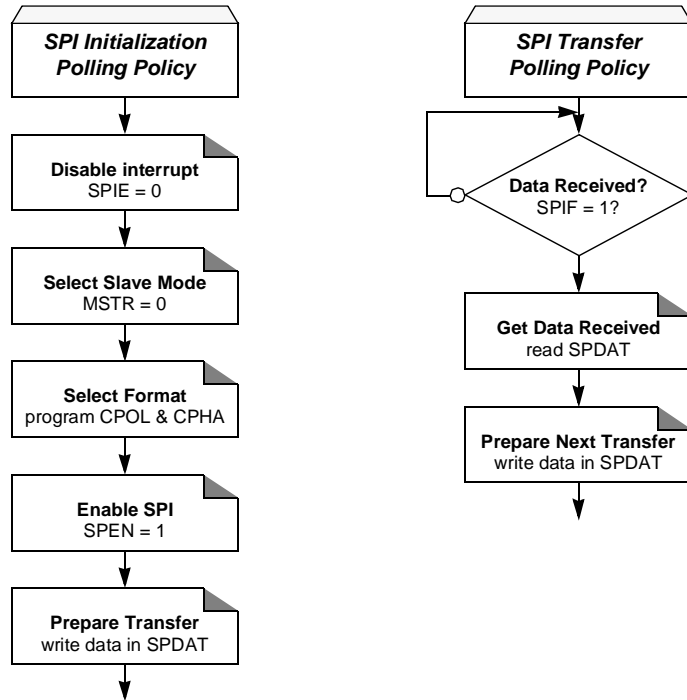 SPI Initialization
Polling Policy
Disable interrupt
SPIE = 0
Select Slave Mode
MSTR = 0
Select Format
program CPOL & CPHA
Enable SPI
SPEN = 1
Prepare Transfer
write data in SPDAT
SPI Transfer
Polling Policy
Data Received?
SPIF = 1?
Get Data Received
read SPDAT
Prepare Next Transfer
write data in SPDAT